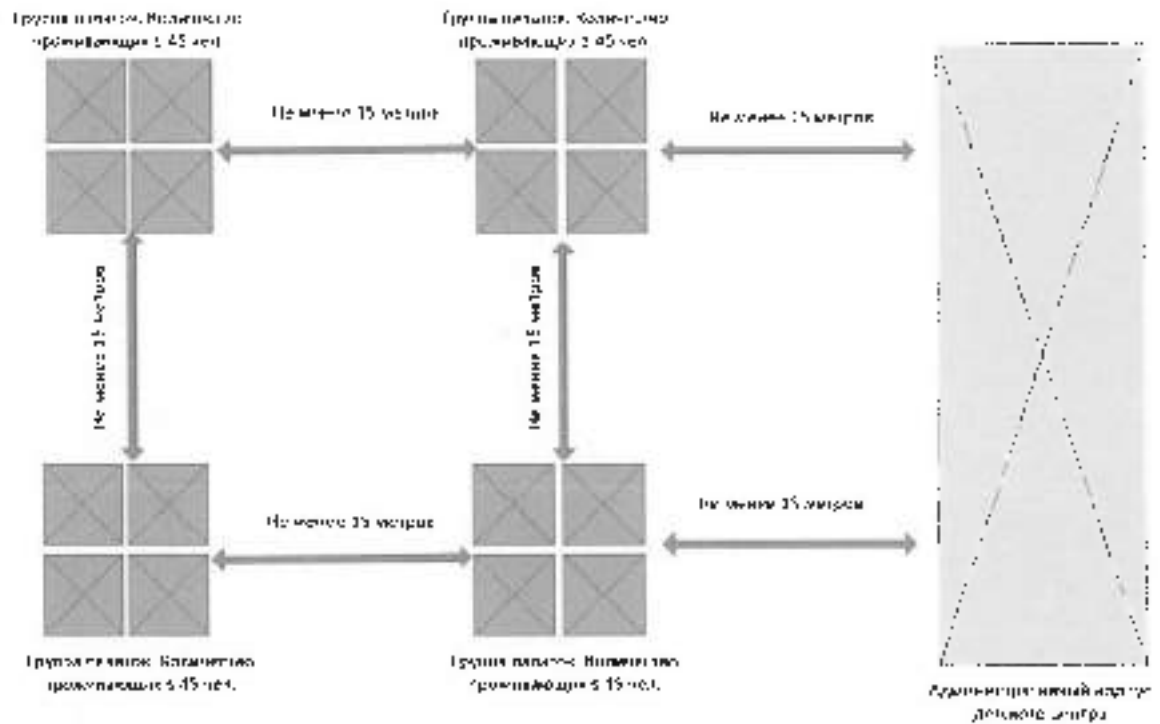 Группа палаток. Количество
проживающих ≤ 45 чел.
Группа палаток. Количество
проживающих ≤ 45 чел.
Не менее 15 метров
Не менее 15 метров
Не менее 15 метров
Не менее 15 метров
Не менее 15 метров
Не менее 15 метров
Группа палаток. Количество
проживающих ≤ 45 чел.
Группа палаток. Количество
проживающих ≤ 45 чел.
Административный корпус
детского центра